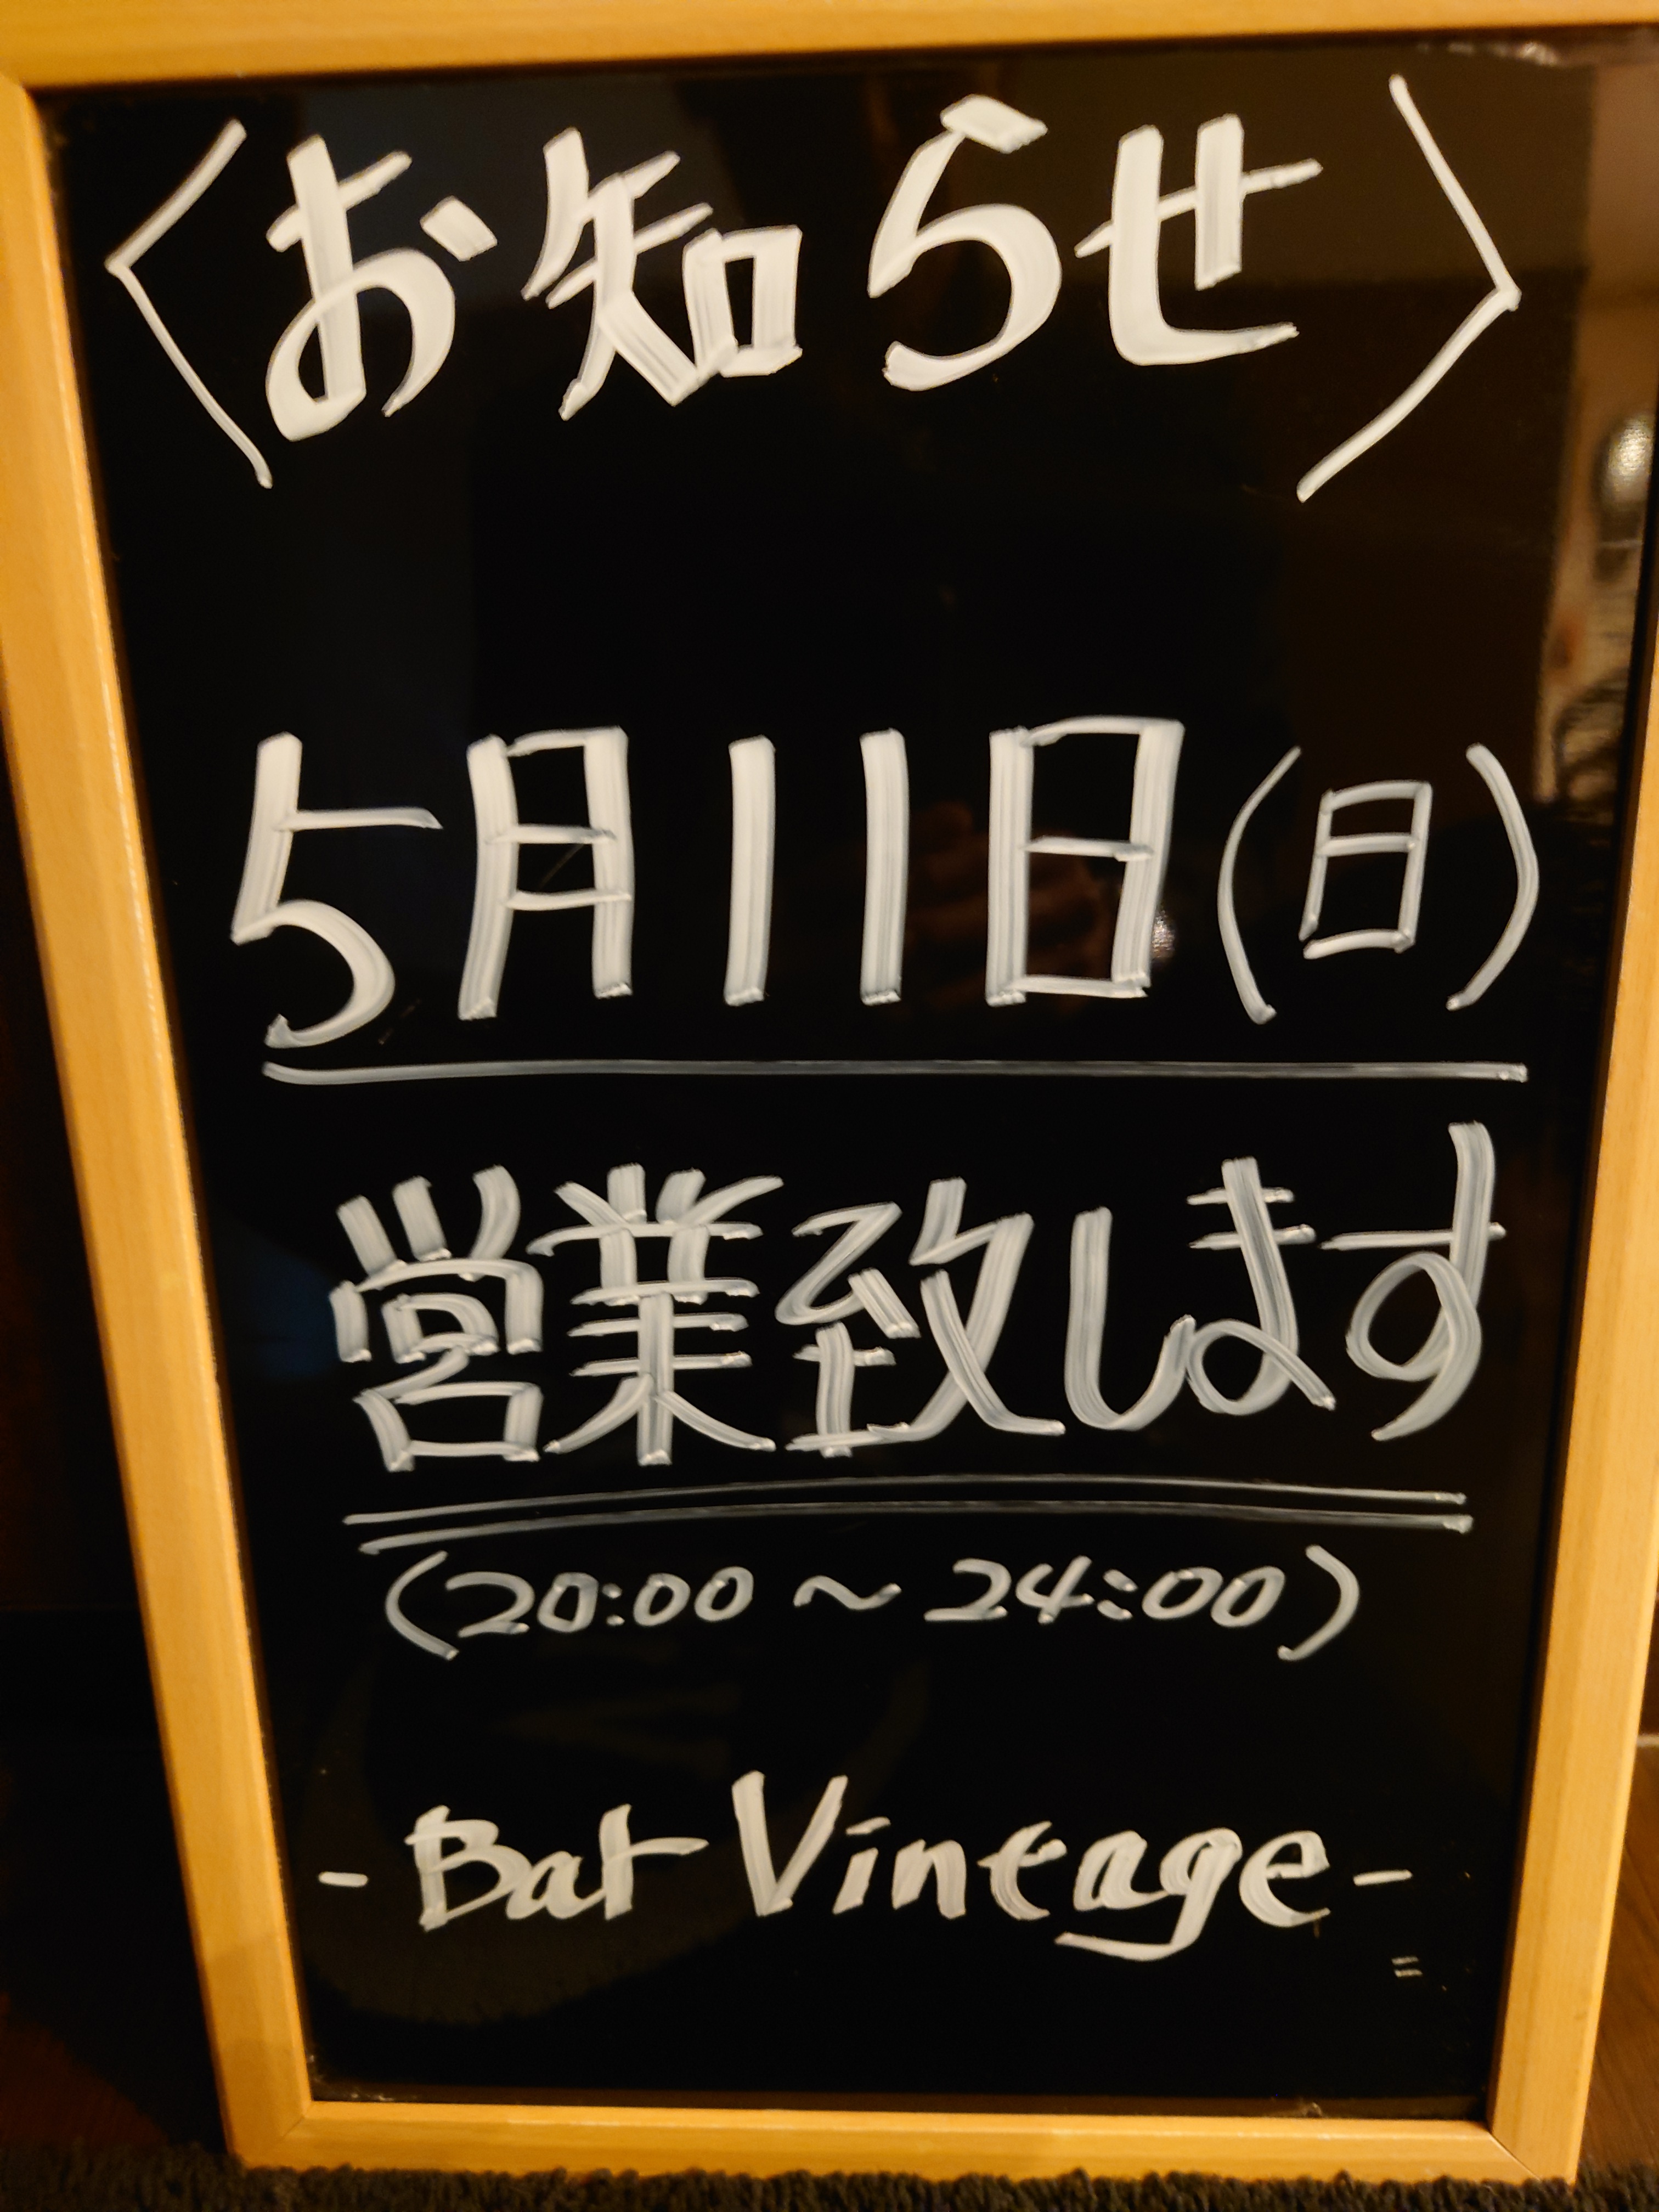 〈お知らせ〉
5月11日(日)
営業致します
(20:00 ～ 24:00)
- Bat Vintage -